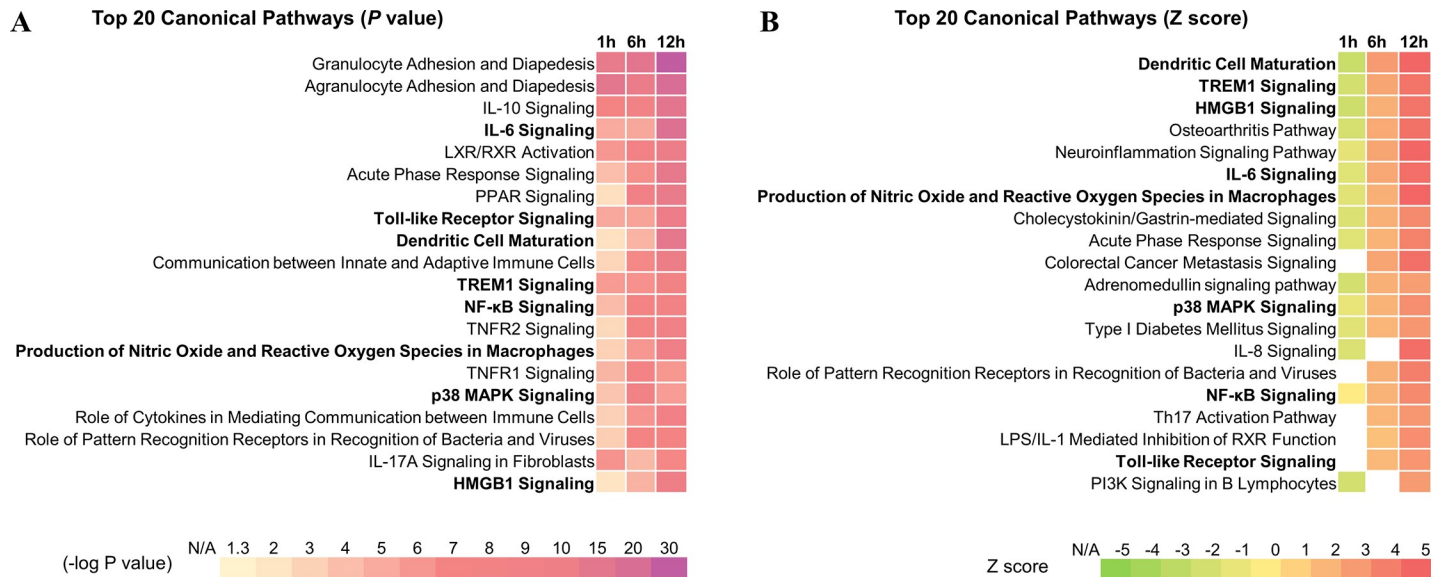 A
Top 20 Canonical Pathways (P value)
1h 6h 12h
Granulocyte Adhesion and Diapedesis
Agranulocyte Adhesion and Diapedesis
IL-10 Signaling
IL-6 Signaling
LXR/RXR Activation
Acute Phase Response Signaling
PPAR Signaling
Toll-like Receptor Signaling
Dendritic Cell Maturation
Communication between Innate and Adaptive Immune Cells
TREM1 Signaling
NF-κB Signaling
TNFR2 Signaling
Production of Nitric Oxide and Reactive Oxygen Species in Macrophages
TNFR1 Signaling
p38 MAPK Signaling
Role of Cytokines in Mediating Communication between Immune Cells
Role of Pattern Recognition Receptors in Recognition of Bacteria and Viruses
IL-17A Signaling in Fibroblasts
HMGB1 Signaling
N/A 1.3 2 3 4 5 6 7 8 9 10 15 20 30
(-log P value)
B
Top 20 Canonical Pathways (Z score)
1h 6h 12h
Dendritic Cell Maturation
TREM1 Signaling
HMGB1 Signaling
Osteoarthritis Pathway
Neuroinflammation Signaling Pathway
IL-6 Signaling
Production of Nitric Oxide and Reactive Oxygen Species in Macrophages
Cholecystokinin/Gastrin-mediated Signaling
Acute Phase Response Signaling
Colorectal Cancer Metastasis Signaling
Adrenomedullin signaling pathway
p38 MAPK Signaling
Type I Diabetes Mellitus Signaling
IL-8 Signaling
Role of Pattern Recognition Receptors in Recognition of Bacteria and Viruses
NF-κB Signaling
Th17 Activation Pathway
LPS/IL-1 Mediated Inhibition of RXR Function
Toll-like Receptor Signaling
PI3K Signaling in B Lymphocytes
N/A -5 -4 -3 -2 -1 0 1 2 3 4 5
Z score